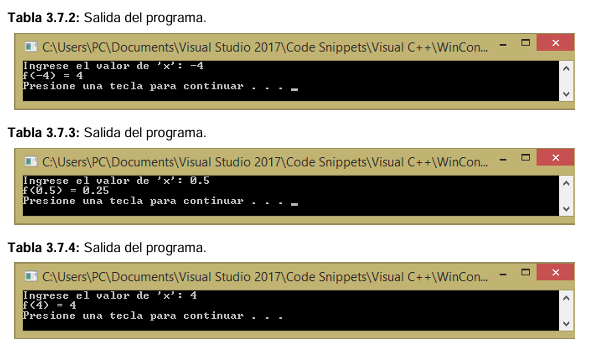 Tabla 3.7.2: Salida del programa.
C:\Users\PC\Documents\Visual Studio 2017\Code Snippets\Visual C++\WinCon...
Ingrese el valor de 'x': -4
f(-4) = 4
Presione una tecla para continuar . . . _
Tabla 3.7.3: Salida del programa.
C:\Users\PC\Documents\Visual Studio 2017\Code Snippets\Visual C++\WinCon...
Ingrese el valor de 'x': 0.5
f(0.5) = 0.25
Presione una tecla para continuar . . . _
Tabla 3.7.4: Salida del programa.
C:\Users\PC\Documents\Visual Studio 2017\Code Snippets\Visual C++\WinCon...
Ingrese el valor de 'x': 4
f(4) = 4
Presione una tecla para continuar . . .